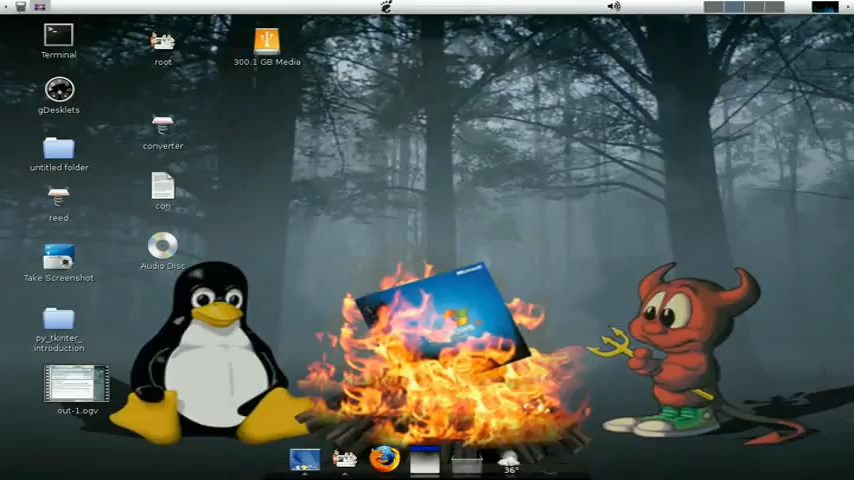 Terminal
root
300.1 GB Media
gDesklets
converter
untitled folder
con
reed
Audio Disc
Take Screenshot
py_tkinter_
introduction
out-1.ogv
Microsoft
36°